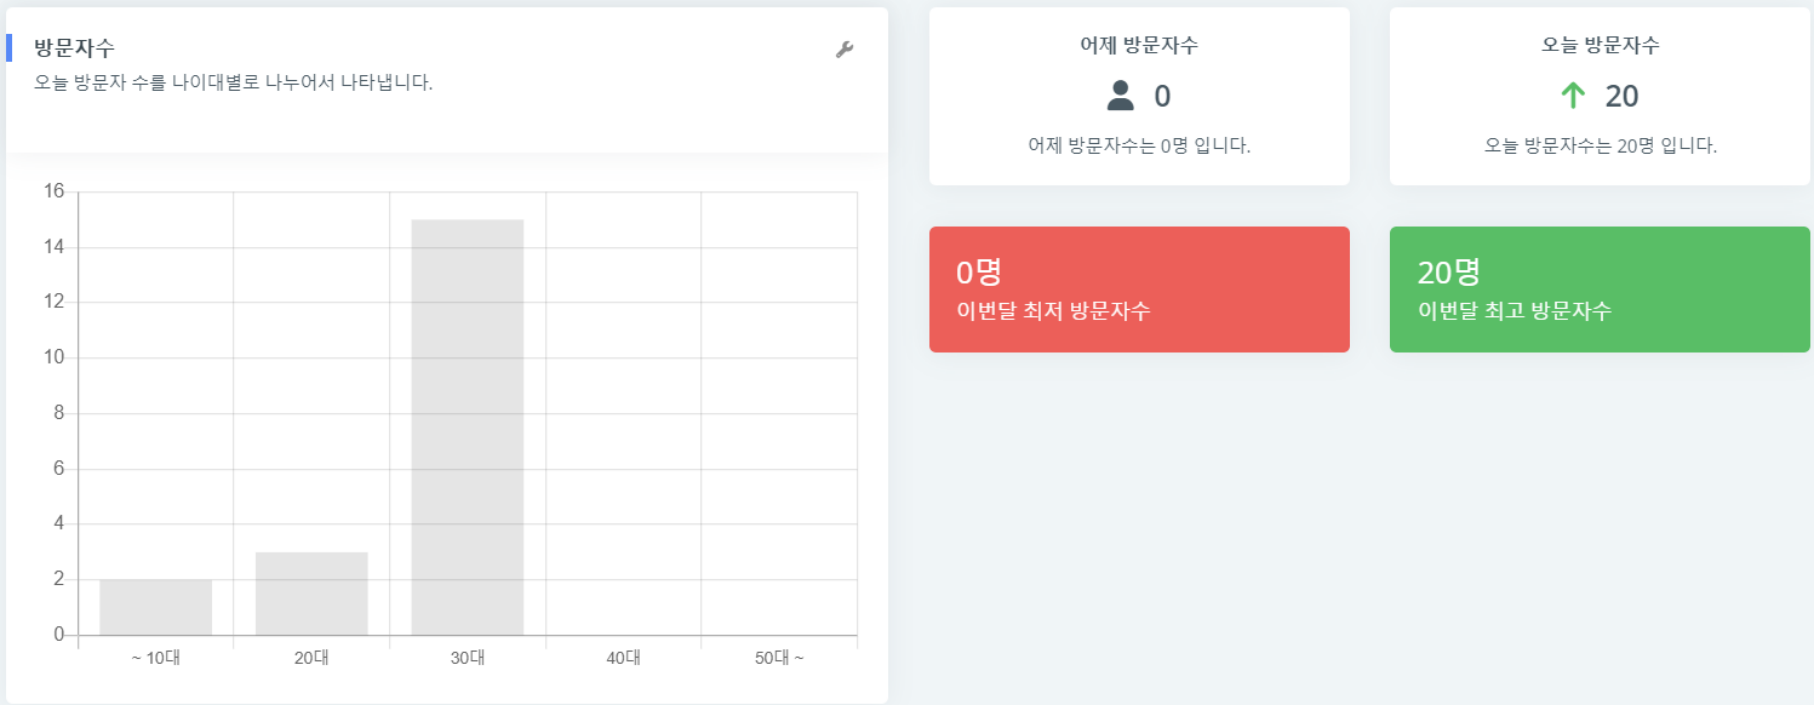 방문자수
오늘 방문자 수를 나이대별로 나누어서 나타냅니다.
16
14
12
10
8
6
4
2
0
~ 10대
20대
30대
40대
50대 ~
어제 방문자수
0
어제 방문자수는 0명 입니다.
오늘 방문자수
20
오늘 방문자수는 20명 입니다.
0명
이번달 최저 방문자수
20명
이번달 최고 방문자수